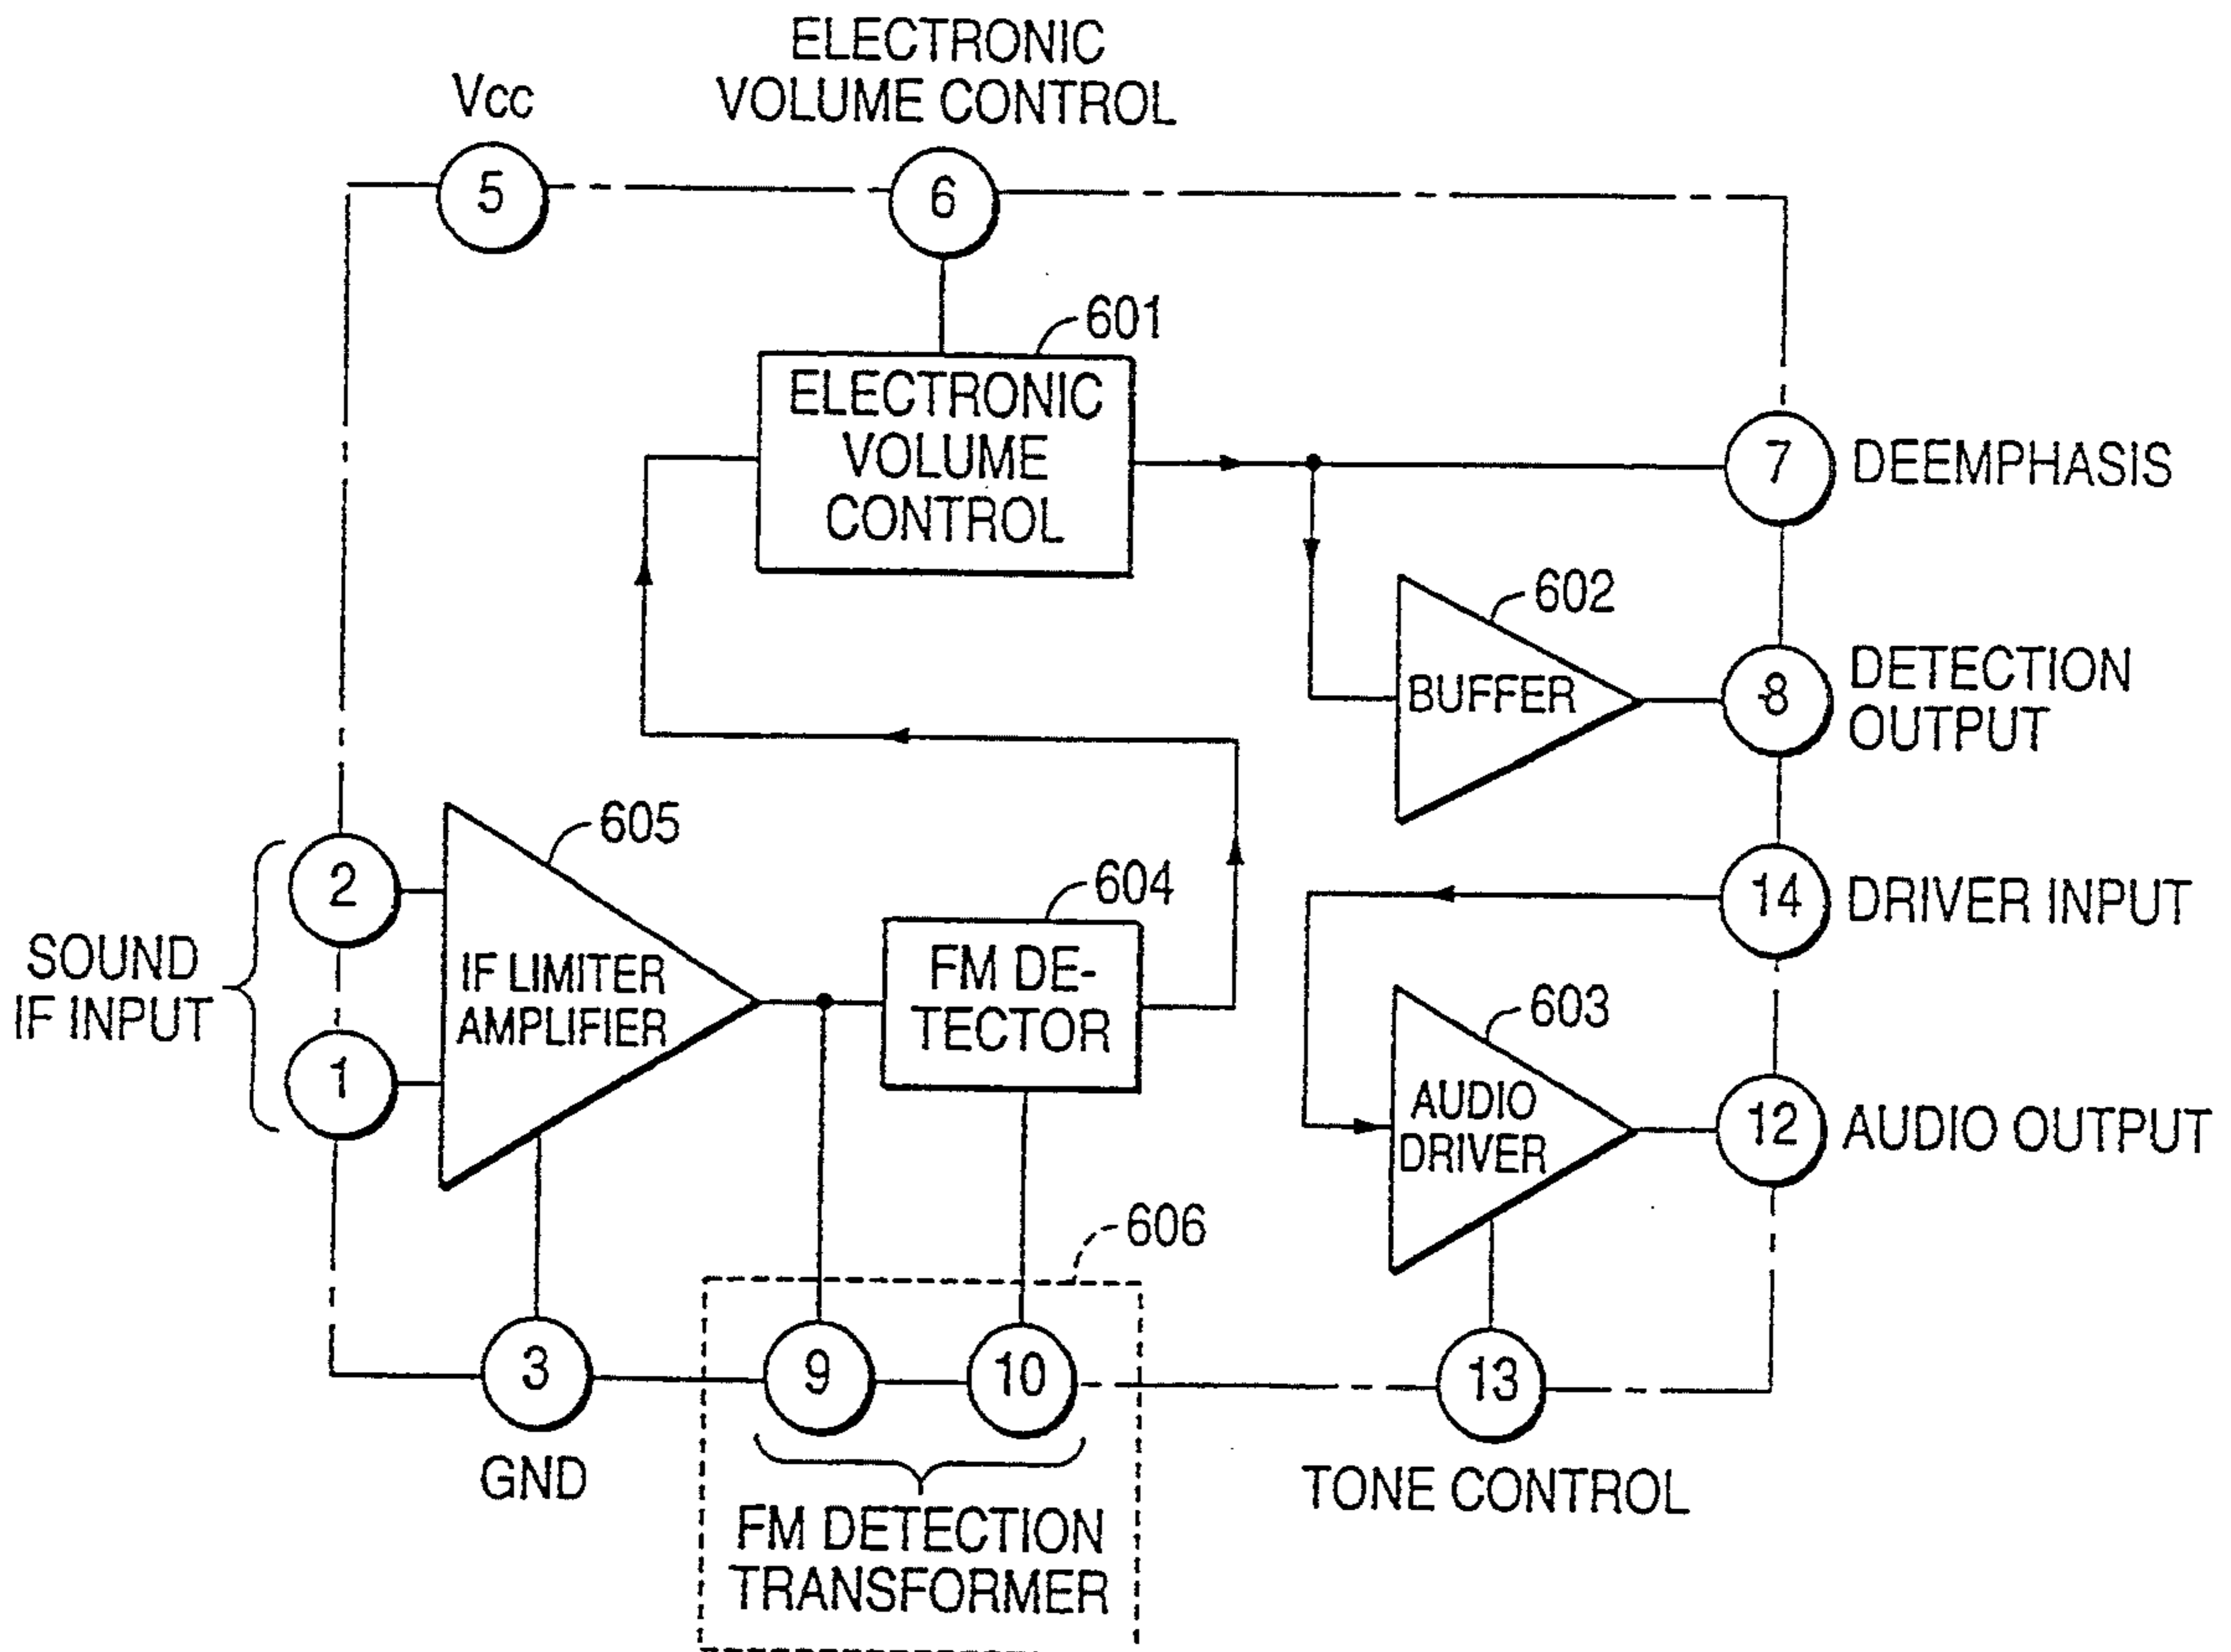 ELECTRONIC
VOLUME CONTROL
Vcc
5
6
601
ELECTRONIC
VOLUME
CONTROL
7
DEEMPHASIS
602
BUFFER
8
DETECTION
OUTPUT
605
2
604
14
DRIVER INPUT
SOUND
IF INPUT
IF LIMITER
AMPLIFIER
FM DE-
TECTOR
603
1
AUDIO
DRIVER
12
AUDIO OUTPUT
606
3
9
10
13
GND
TONE CONTROL
FM DETECTION
TRANSFORMER